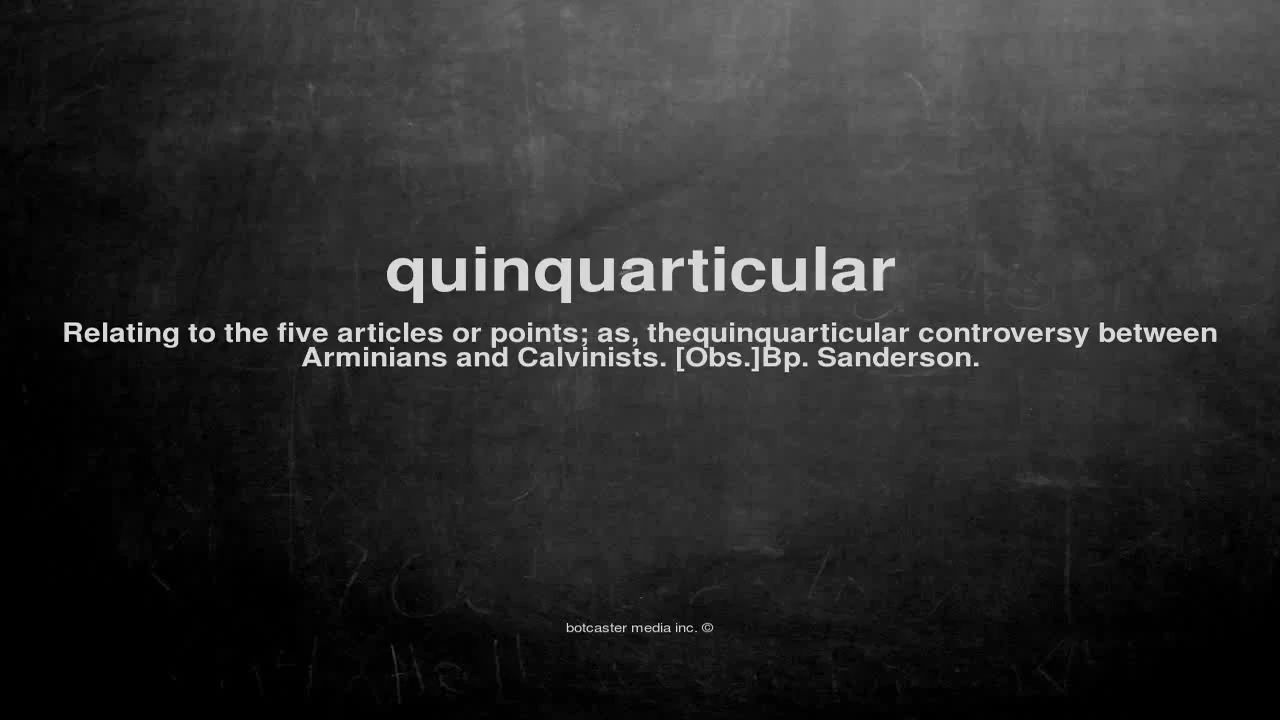 quinquarticular
Relating to the five articles or points; as, thequinquarticular controversy between
Arminians and Calvinists. [Obs.]Bp. Sanderson.
botcaster media inc. ©